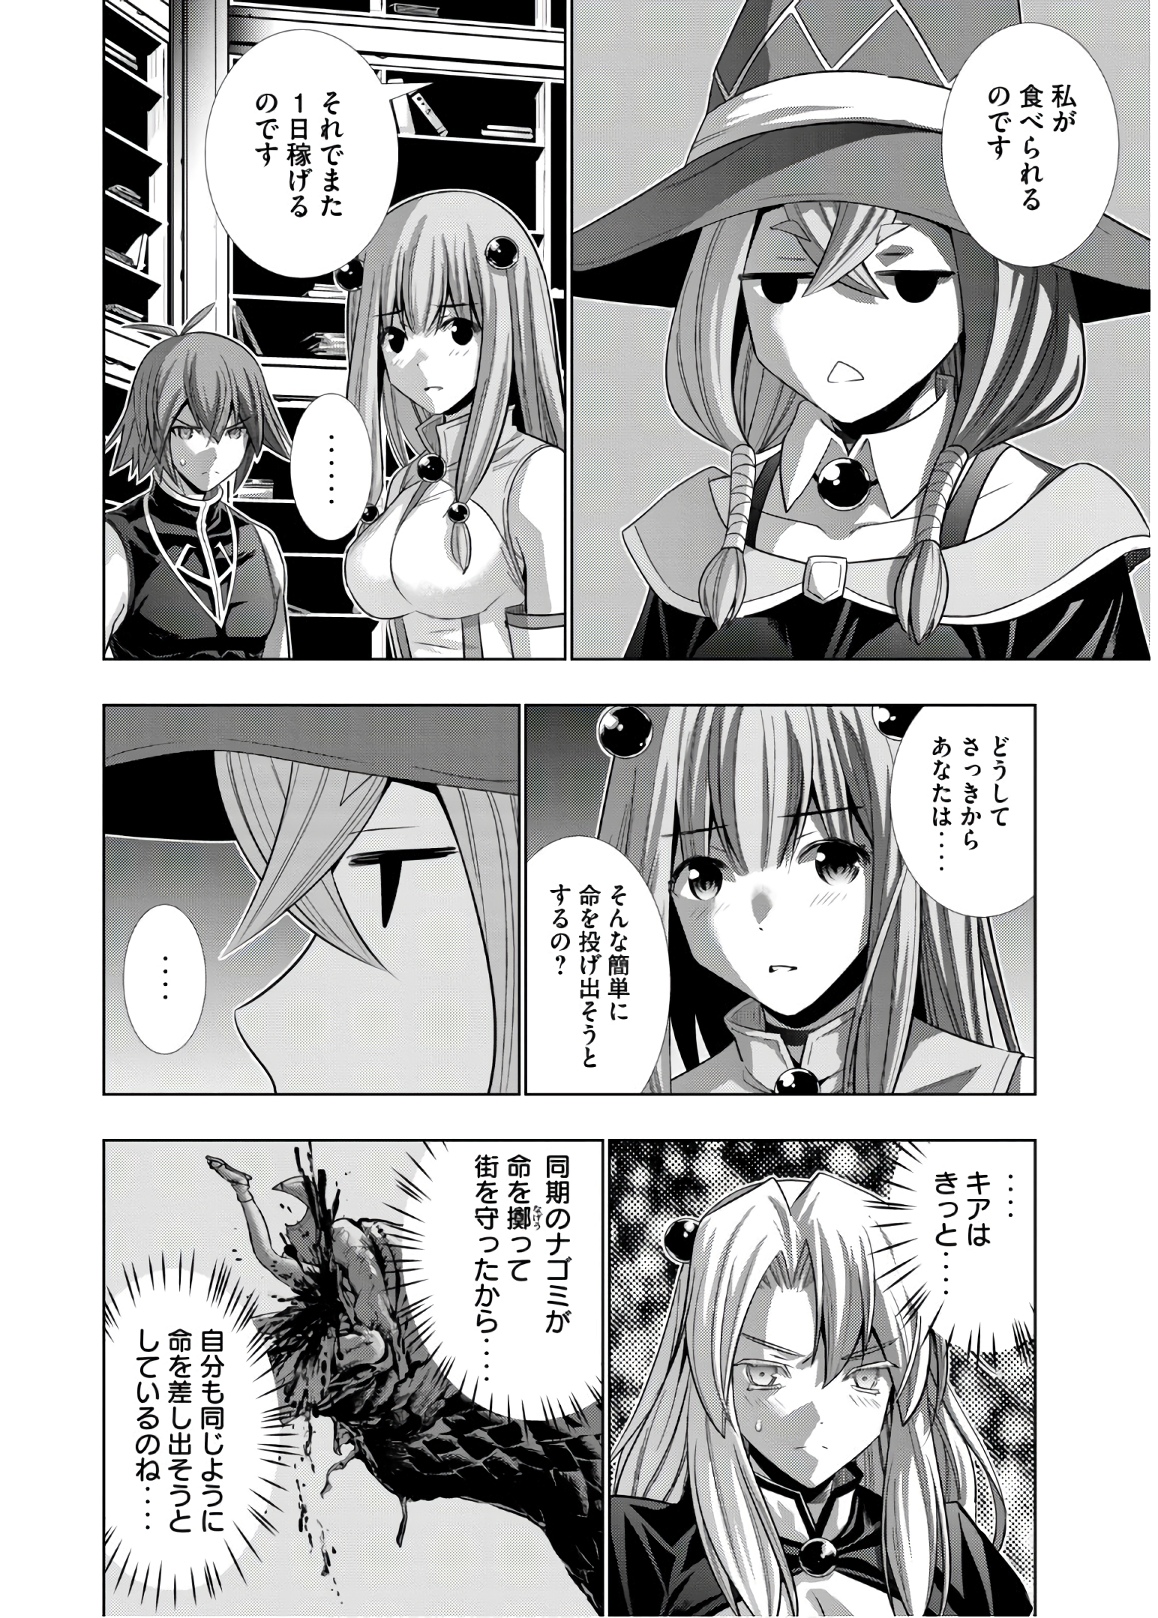 私が
食べられる
のです
それでまた
1日稼げる
のです
・・・・・・
どうして
さっきから
あなたは・・・・
そんな簡単に
命を投げ出そうと
するの?
・・・・
・・・・
キアは
きっと・・・・
同期のナゴミが
命を擲って
なげう
街を守ったから・・・・
自分も同じように
命を差し出そうと
しているのね・・・・